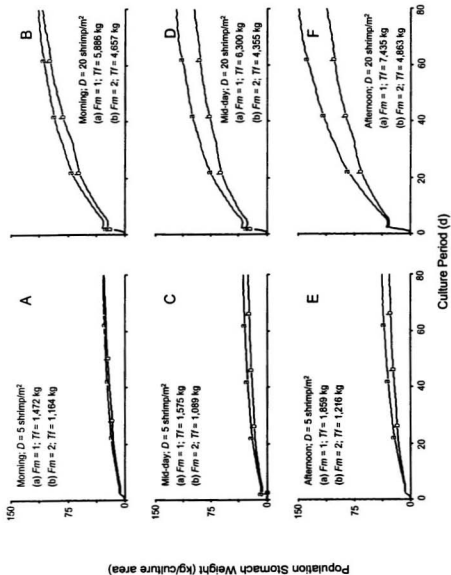 Population Stomach Weight (kg/culture area)
150
75
0
A
Morning; D = 5 shrimp/m²
(a) Fm = 1; Tf = 1,472 kg
(b) Fm = 2; Tf = 1,164 kg
a
b
a
b
a
b
B
Morning; D = 20 shrimp/m²
(a) Fm = 1; Tf = 5,886 kg
(b) Fm = 2; Tf = 4,657 kg
a
b
a
b
a
b
150
75
0
C
Mid-day; D = 5 shrimp/m²
(a) Fm = 1; Tf = 1,575 kg
(b) Fm = 2; Tf = 1,089 kg
a
b
a
b
a
b
D
Mid-day; D = 20 shrimp/m²
(a) Fm = 1; Tf = 6,300 kg
(b) Fm = 2; Tf = 4,355 kg
a
b
a
b
a
b
150
75
0
E
Afternoon; D = 5 shrimp/m²
(a) Fm = 1; Tf = 1,859 kg
(b) Fm = 2; Tf = 1,216 kg
a
b
a
b
a
b
F
Afternoon; D = 20 shrimp/m²
(a) Fm = 1; Tf = 7,435 kg
(b) Fm = 2; Tf = 4,863 kg
a
b
a
b
a
b
0 20 40 60 80 0 20 40 60 80
Culture Period (d)